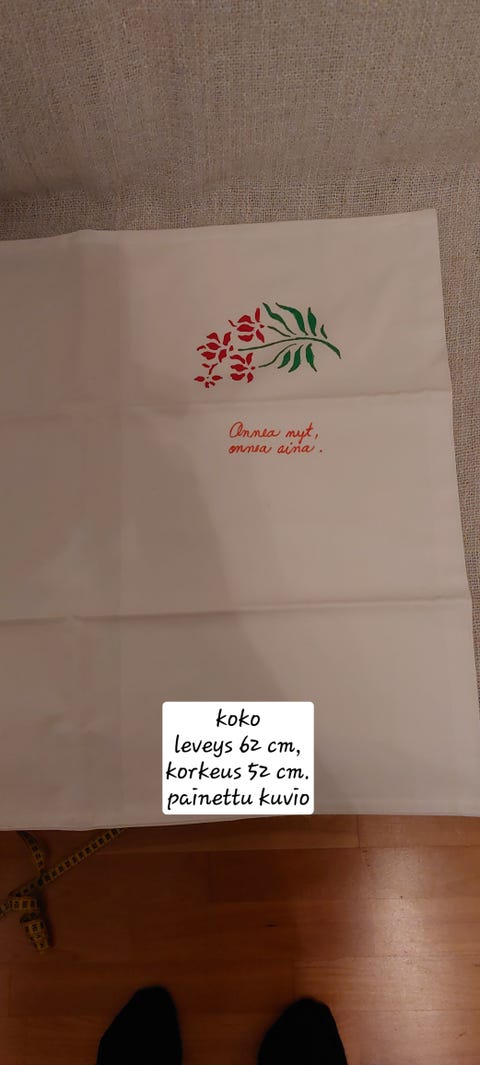 Onnea nyt,
onnea aina.
koko
leveys 62 cm,
korkeus 52 cm.
painettu kuvio